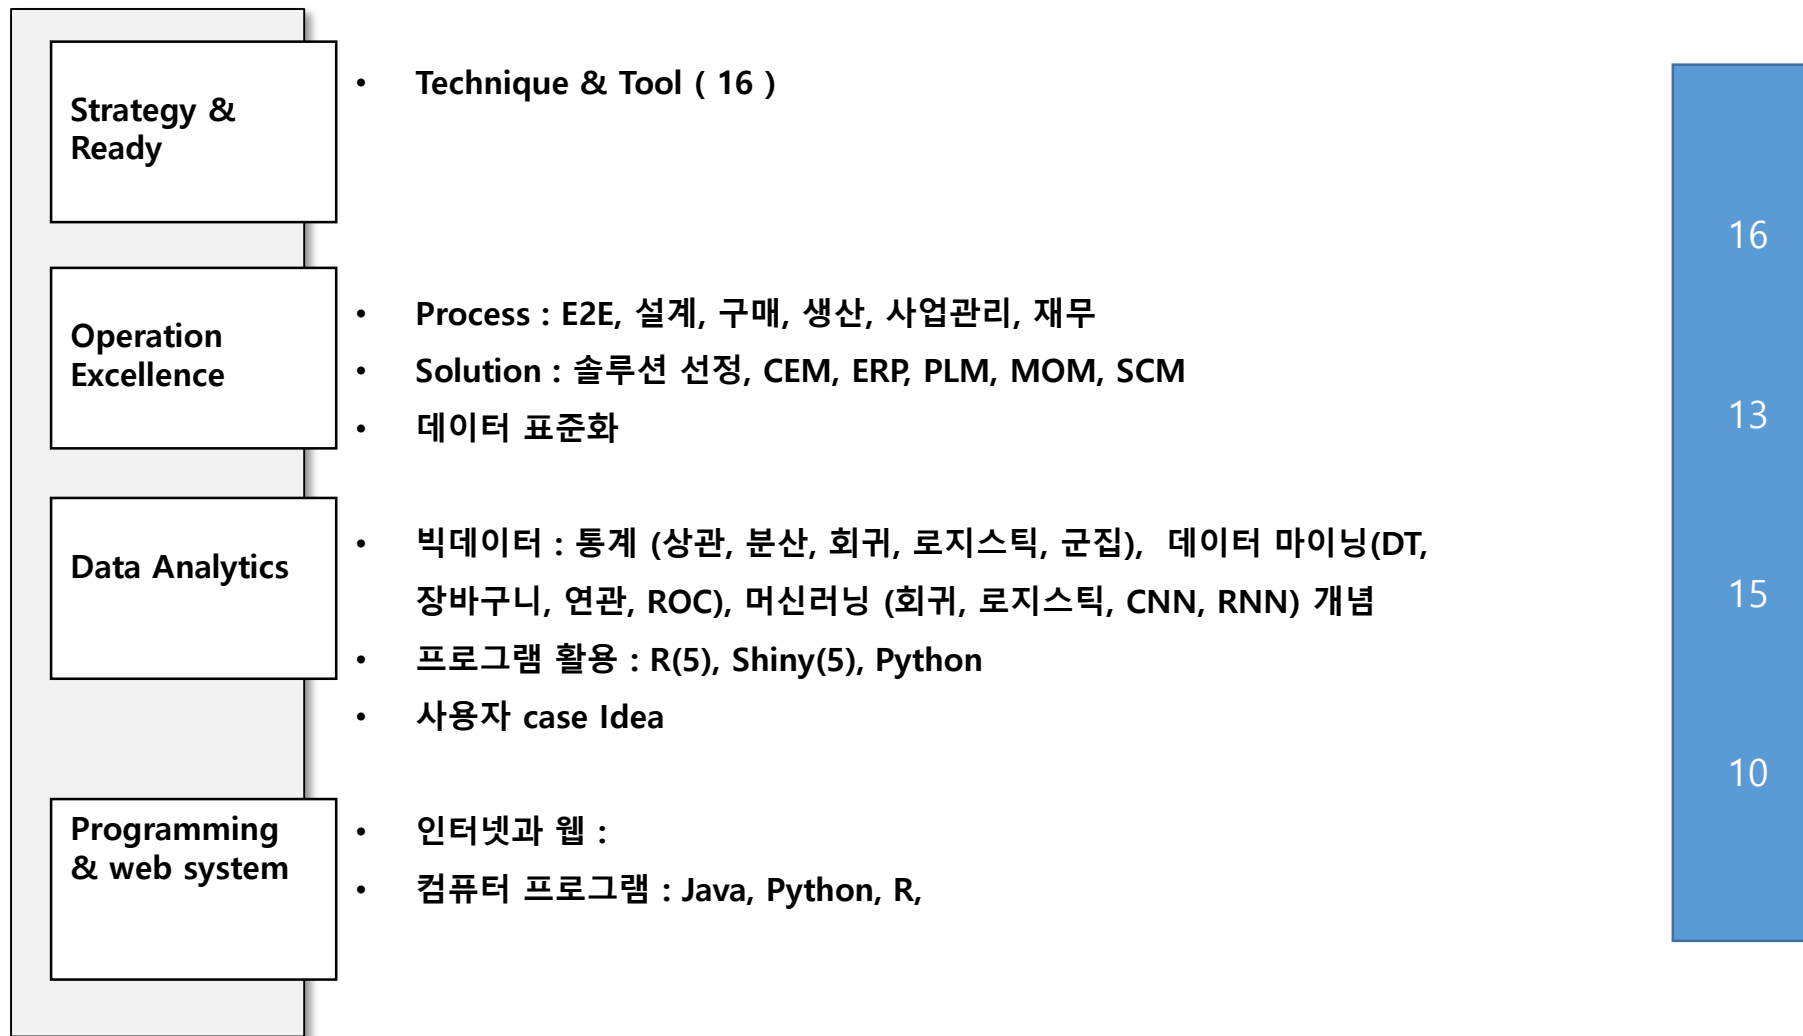 Strategy &
Ready
• Technique & Tool ( 16 )
Operation
Excellence
• Process : E2E, 설계, 구매, 생산, 사업관리, 재무
• Solution : 솔루션 선정, CEM, ERP, PLM, MOM, SCM
• 데이터 표준화
Data Analytics
• 빅데이터 : 통계 (상관, 분산, 회귀, 로지스틱, 군집), 데이터 마이닝(DT,
장바구니, 연관, ROC), 머신러닝 (회귀, 로지스틱, CNN, RNN) 개념
• 프로그램 활용 : R(5), Shiny(5), Python
• 사용자 case Idea
Programming
& web system
• 인터넷과 웹 :
• 컴퓨터 프로그램 : Java, Python, R,
16
13
15
10